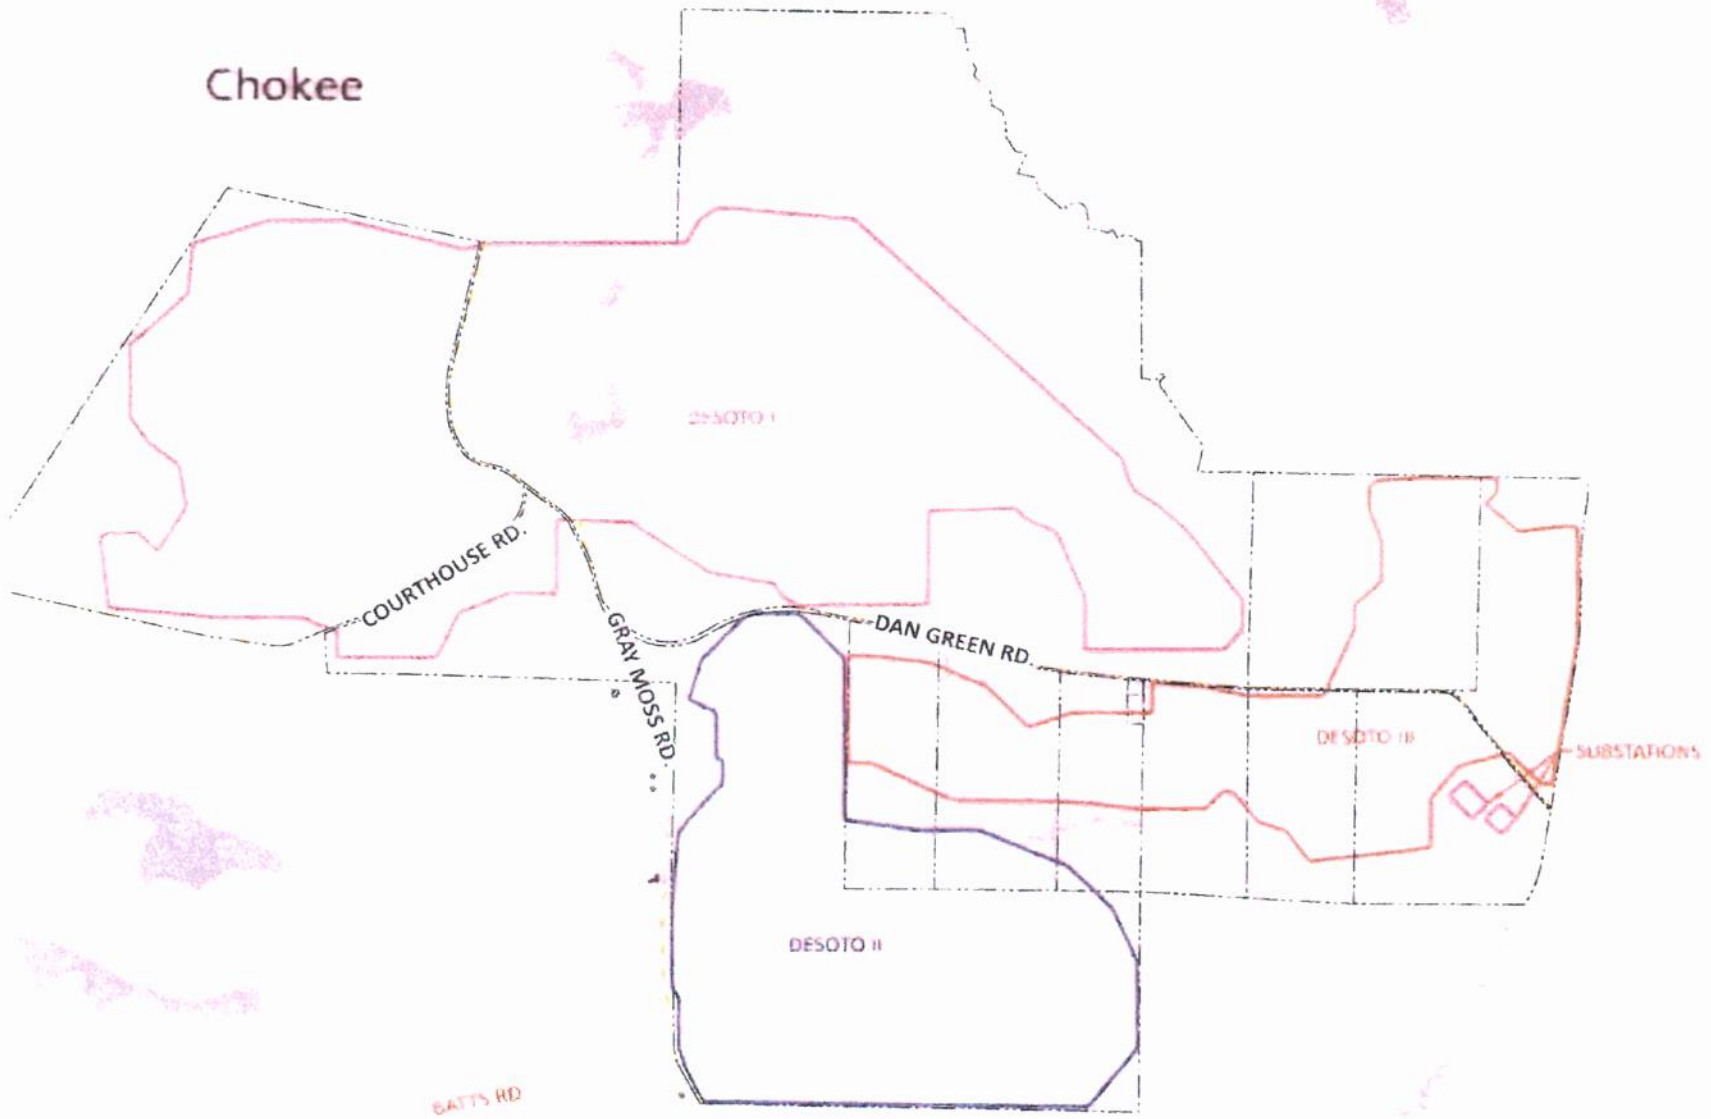 Chokee
DESOTO I
COURTHOUSE RD.
GRAY MOSS RD.
DAN GREEN RD.
DESOTO III
SUBSTATIONS
DESOTO II
BATTS RD